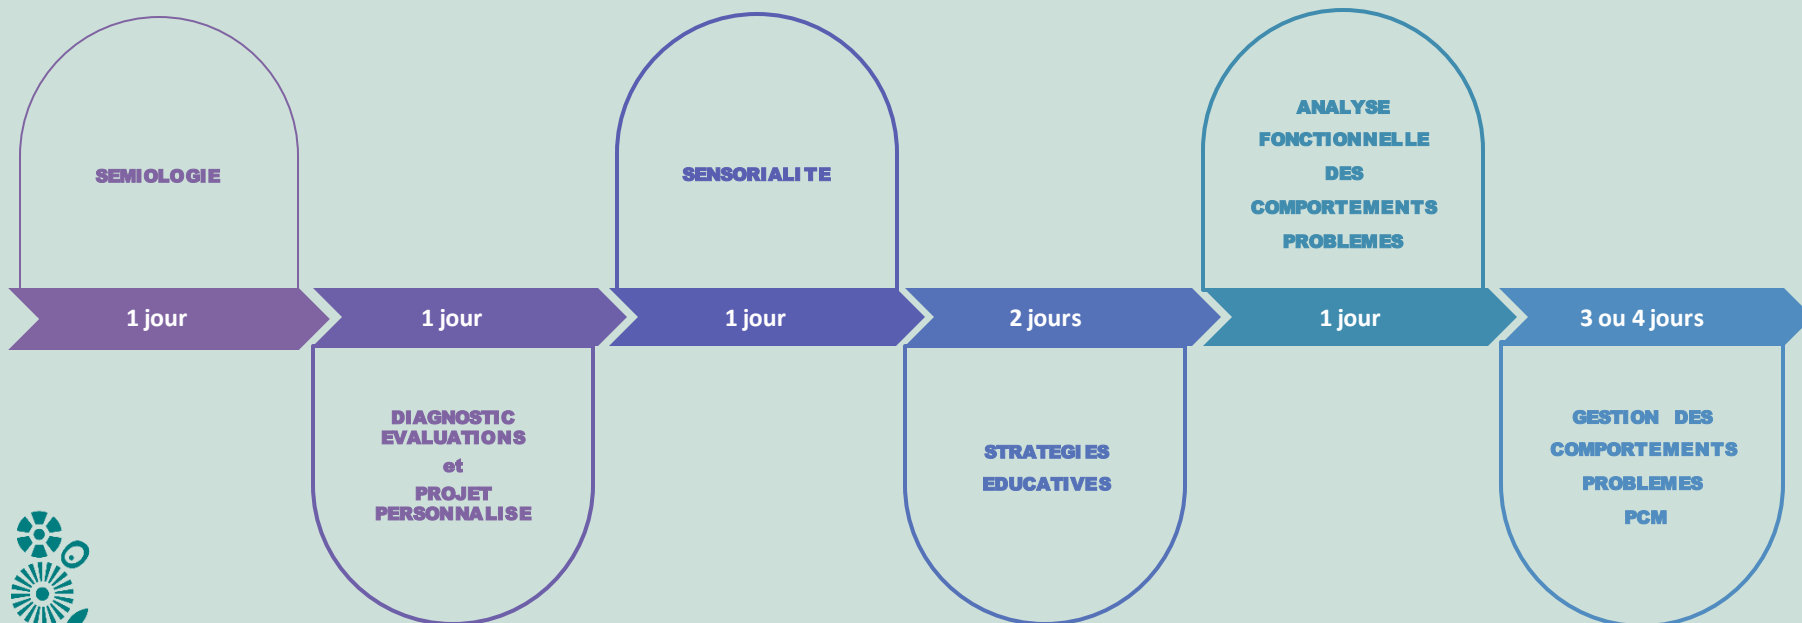 SEMIOLOGIE
1 jour
1 jour
DIAGNOSTIC
EVALUATIONS
et
PROJET
PERSONNALISE
SENSORIALITE
1 jour
2 jours
STRATEGIES
EDUCATIVES
ANALYSE
FONCTIONNELLE
DES
COMPORTEMENTS
PROBLEMES
1 jour
3 ou 4 jours
GESTION DES
COMPORTEMENTS
PROBLEMES
PCM